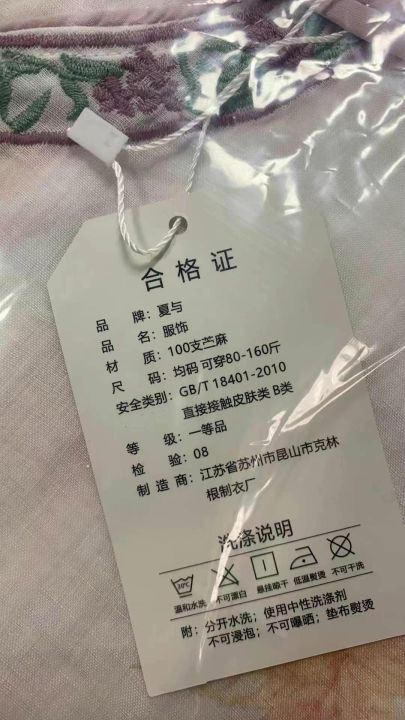 合格证
品牌：夏与
品名：服饰
材质：100支苎麻
尺码：均码 可穿80-160斤
安全类别：GB/T 18401-2010
直接接触皮肤类 B类
等级：一等品
检验：08
制造商：江苏省苏州市昆山市克林
根制衣厂
洗涤说明
30℃
温和水洗 不可漂白 悬挂晾干 低温熨烫 不可干洗
附：分开水洗；使用中性洗涤剂
不可浸泡；不可曝晒；垫布熨烫